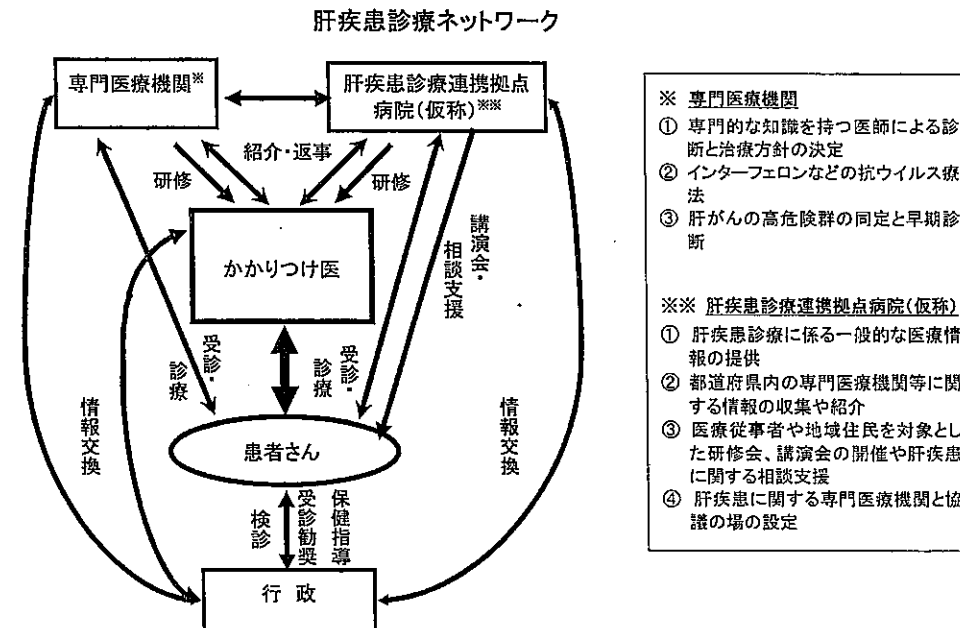 肝疾患診療ネットワーク
専門医療機関※
肝疾患診療連携拠点
病院(仮称)※※
紹介・返事
研修
研修
かかりつけ医
講演会・
相談支援
受診・
診療
受診・
診療
情報交換
情報交換
患者さん
検診
受診勧奨
保健指導・
行 政
※ 専門医療機関
① 専門的な知識を持つ医師による診
断と治療方針の決定
② インターフェロンなどの抗ウイルス療
法
③ 肝がんの高危険群の同定と早期診
断
※※ 肝疾患診療連携拠点病院(仮称)
① 肝疾患診療に係る一般的な医療情
報の提供
② 都道府県内の専門医療機関等に関
する情報の収集や紹介
③ 医療従事者や地域住民を対象とし
た研修会、講演会の開催や肝疾患
に関する相談支援
④ 肝疾患に関する専門医療機関と協
議の場の設定